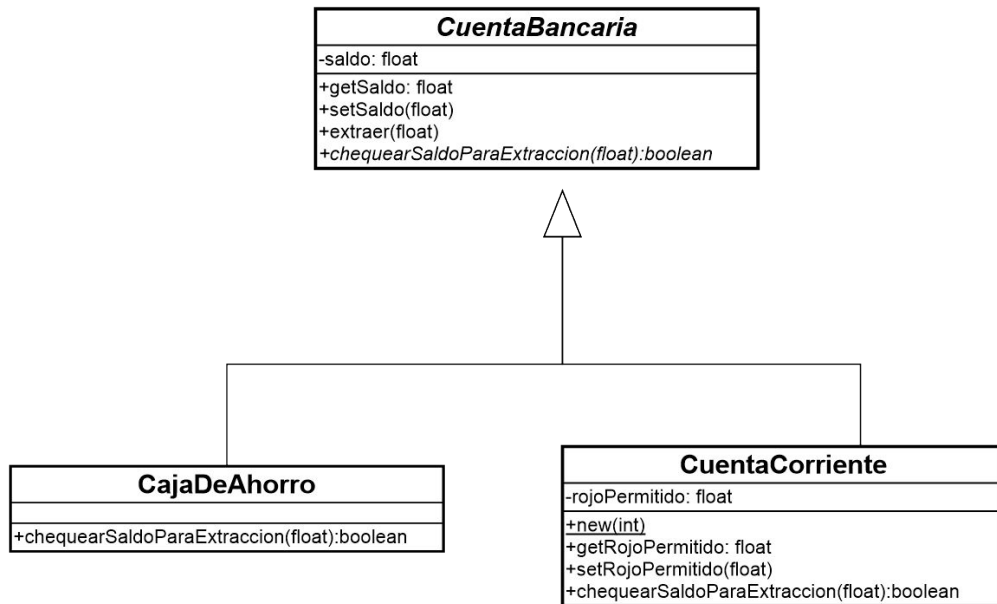 CuentaBancaria
-saldo: float
+getSaldo: float
+setSaldo(float)
+extraer(float)
+chequearSaldoParaExtraccion(float):boolean
CajaDeAhorro
+chequearSaldoParaExtraccion(float):boolean
CuentaCorriente
-rojoPermitido: float
+new(int)
+getRojoPermitido: float
+setRojoPermitido(float)
+chequearSaldoParaExtraccion(float):boolean